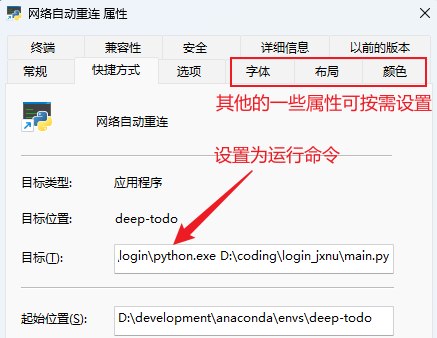 网络自动重连 属性
终端 兼容性 安全 详细信息 以前的版本
常规 快捷方式 选项 字体 布局 颜色
其他的一些属性可按需设置
网络自动重连
设置为运行命令
目标类型: 应用程序
目标位置: deep-todo
目标(T): _login\python.exe D:\coding\login_jxnu\main.py
起始位置(S): D:\development\anaconda\envs\deep-todo